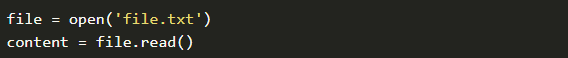 file = open('file.txt')
content = file.read()